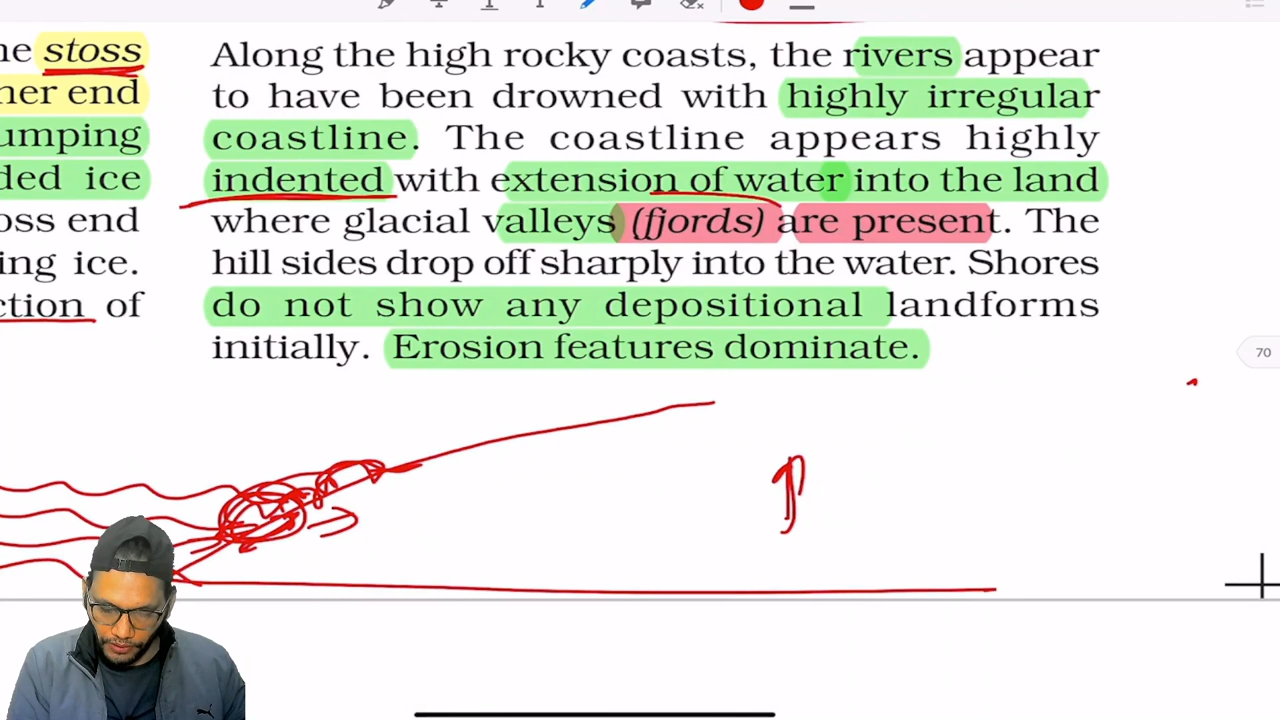 ne stoss
ner end
umping
ded ice
oss end
ing ice.
ction of
Along the high rocky coasts, the rivers appear
to have been drowned with highly irregular
coastline. The coastline appears highly
indented with extension of water into the land
where glacial valleys (fjords) are present. The
hill sides drop off sharply into the water. Shores
do not show any depositional landforms
initially. Erosion features dominate.
70